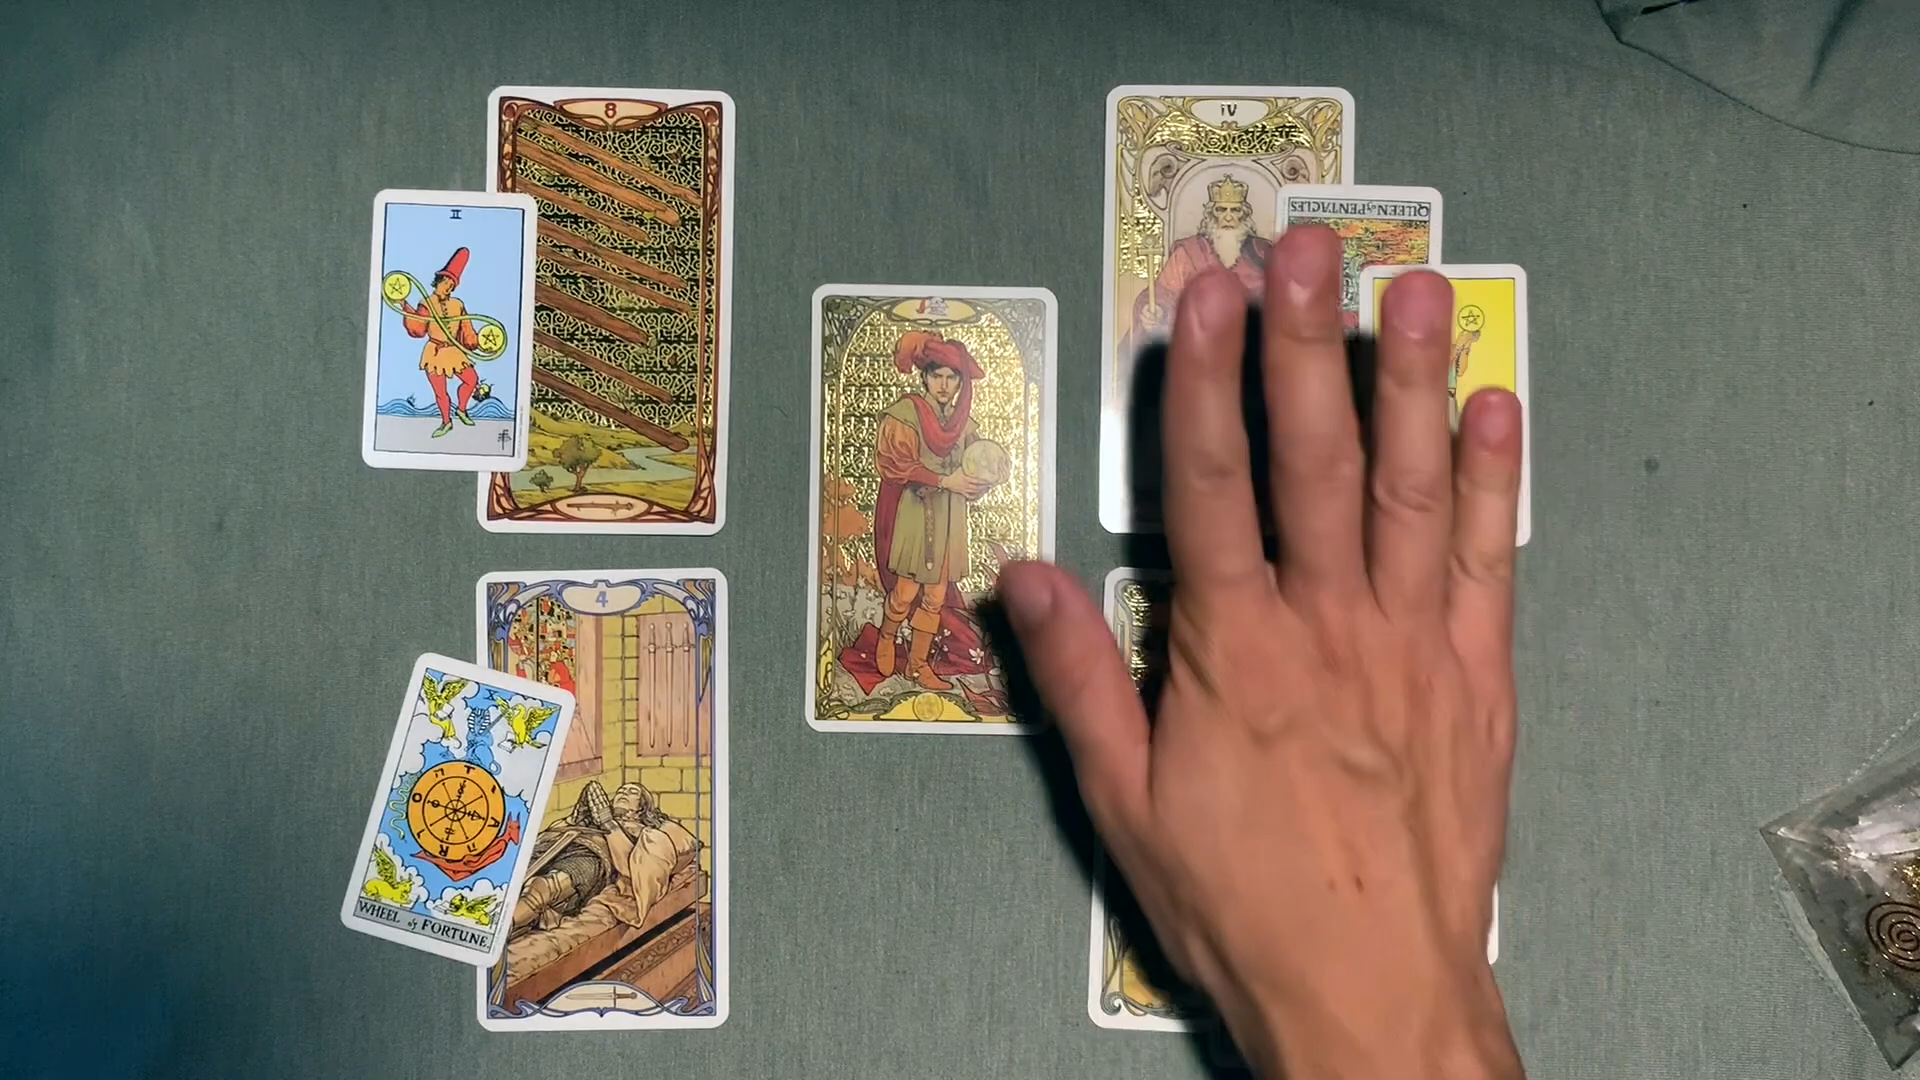 8
IV
II
QUEEN of PENTACLES
4
X
WHEEL of FORTUNE.